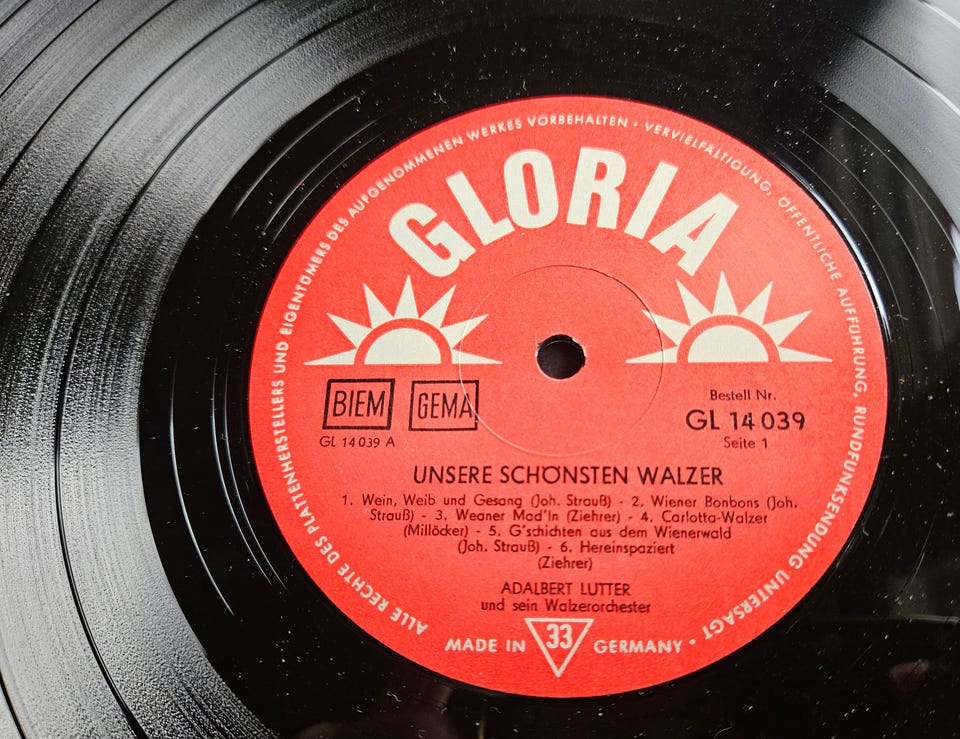 ALLE RECHTE DES PLATTENHERSTELLERS UND EIGENTÜMERS DES AUFGENOMMENEN WERKES VORBEHALTEN · VERVIELFÄLTIGUNG, ÖFFENTLICHE AUFFÜHRUNG, RUNDFUNKSENDUNG UNTERSAGT ·
GLORIA
BIEM GEMA
GL 14039 A
Bestell Nr.
GL 14 039
Seite 1
UNSERE SCHÖNSTEN WALZER
1. Wein, Weib und Gesang (Joh. Strauß) - 2. Wiener Bonbons (Joh.
Strauß) - 3. Weaner Mad'ln (Ziehrer) - 4. Carlotta-Walzer
(Millöcker) - 5. G'schichten aus dem Wienerwald
(Joh. Strauß) - 6. Hereinspaziert
(Ziehrer)
ADALBERT LUTTER
und sein Walzerorchester
MADE IN 33 GERMANY